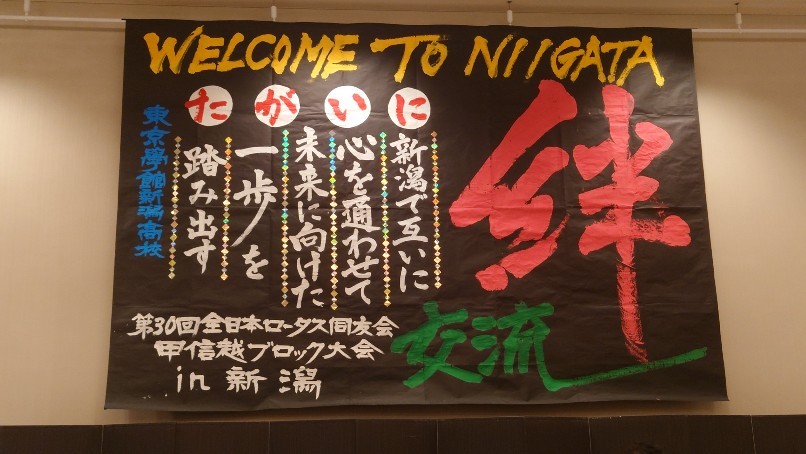 WELCOME TO NIIGATA
絆
交流
たがいに
新潟で互いに
心を通わせて
未来に向けた
一歩を
踏み出す
東京學館新潟高校
第30回全日本ロータス同友会
甲信越ブロック大会
in 新潟